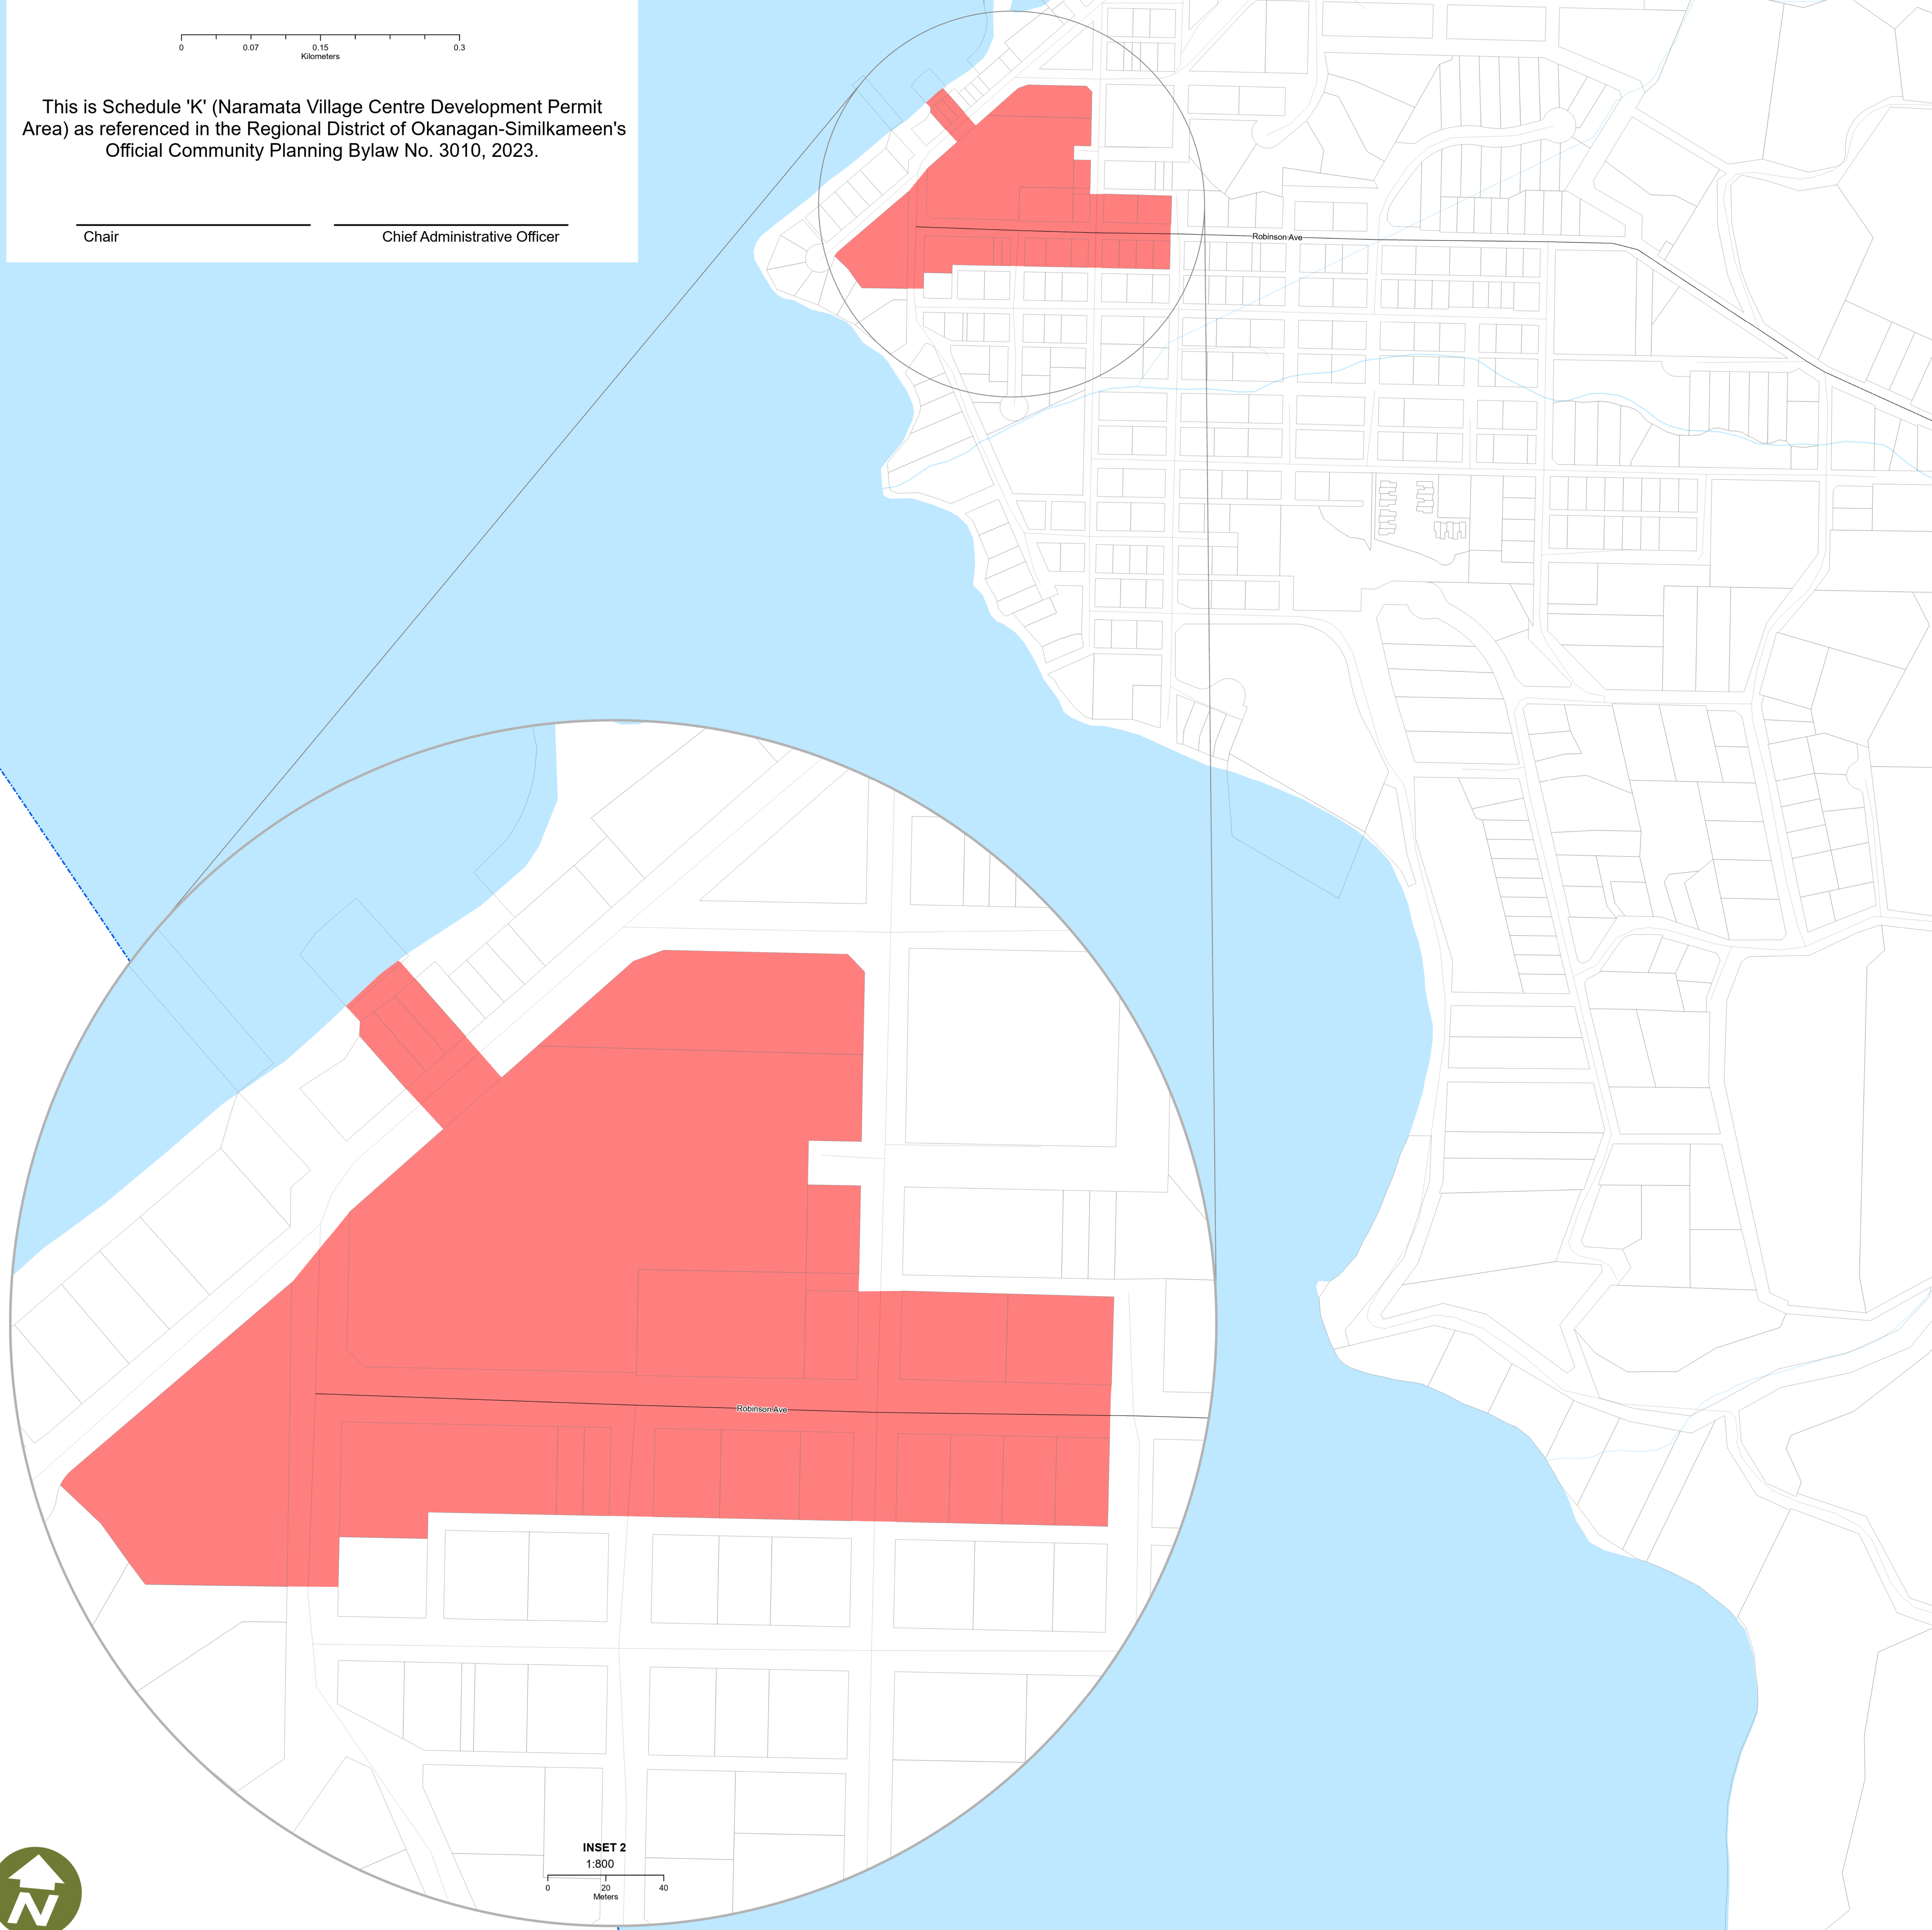 0 0.07 0.15 0.3
Kilometers
This is Schedule 'K' (Naramata Village Centre Development Permit
Area) as referenced in the Regional District of Okanagan-Similkameen's
Official Community Planning Bylaw No. 3010, 2023.
Chair Chief Administrative Officer
Robinson Ave
Robinson Ave
INSET 2
1:800
0 20 40
Meters
N